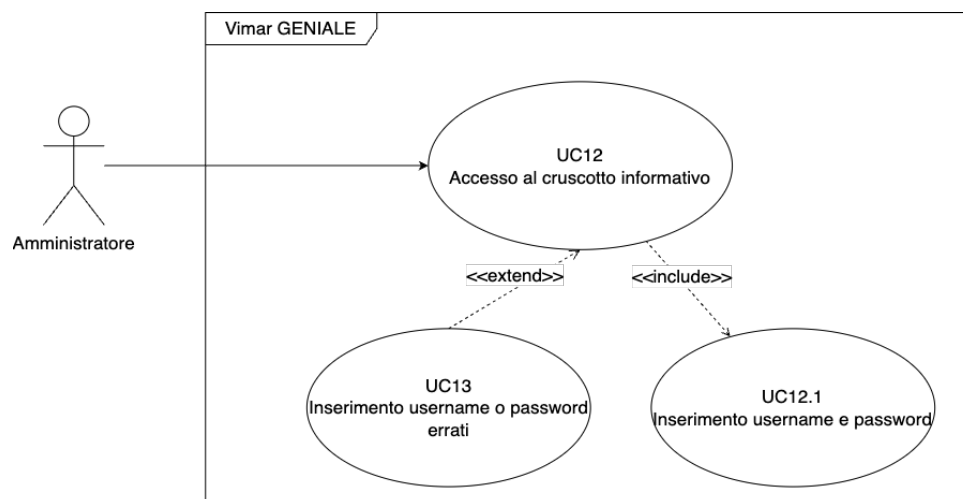 Vimar GENIALE
UC12
Accesso al cruscotto informativo
Amministratore
<<extend>>
<<include>>
UC13
Inserimento username o password
errati
UC12.1
Inserimento username e password